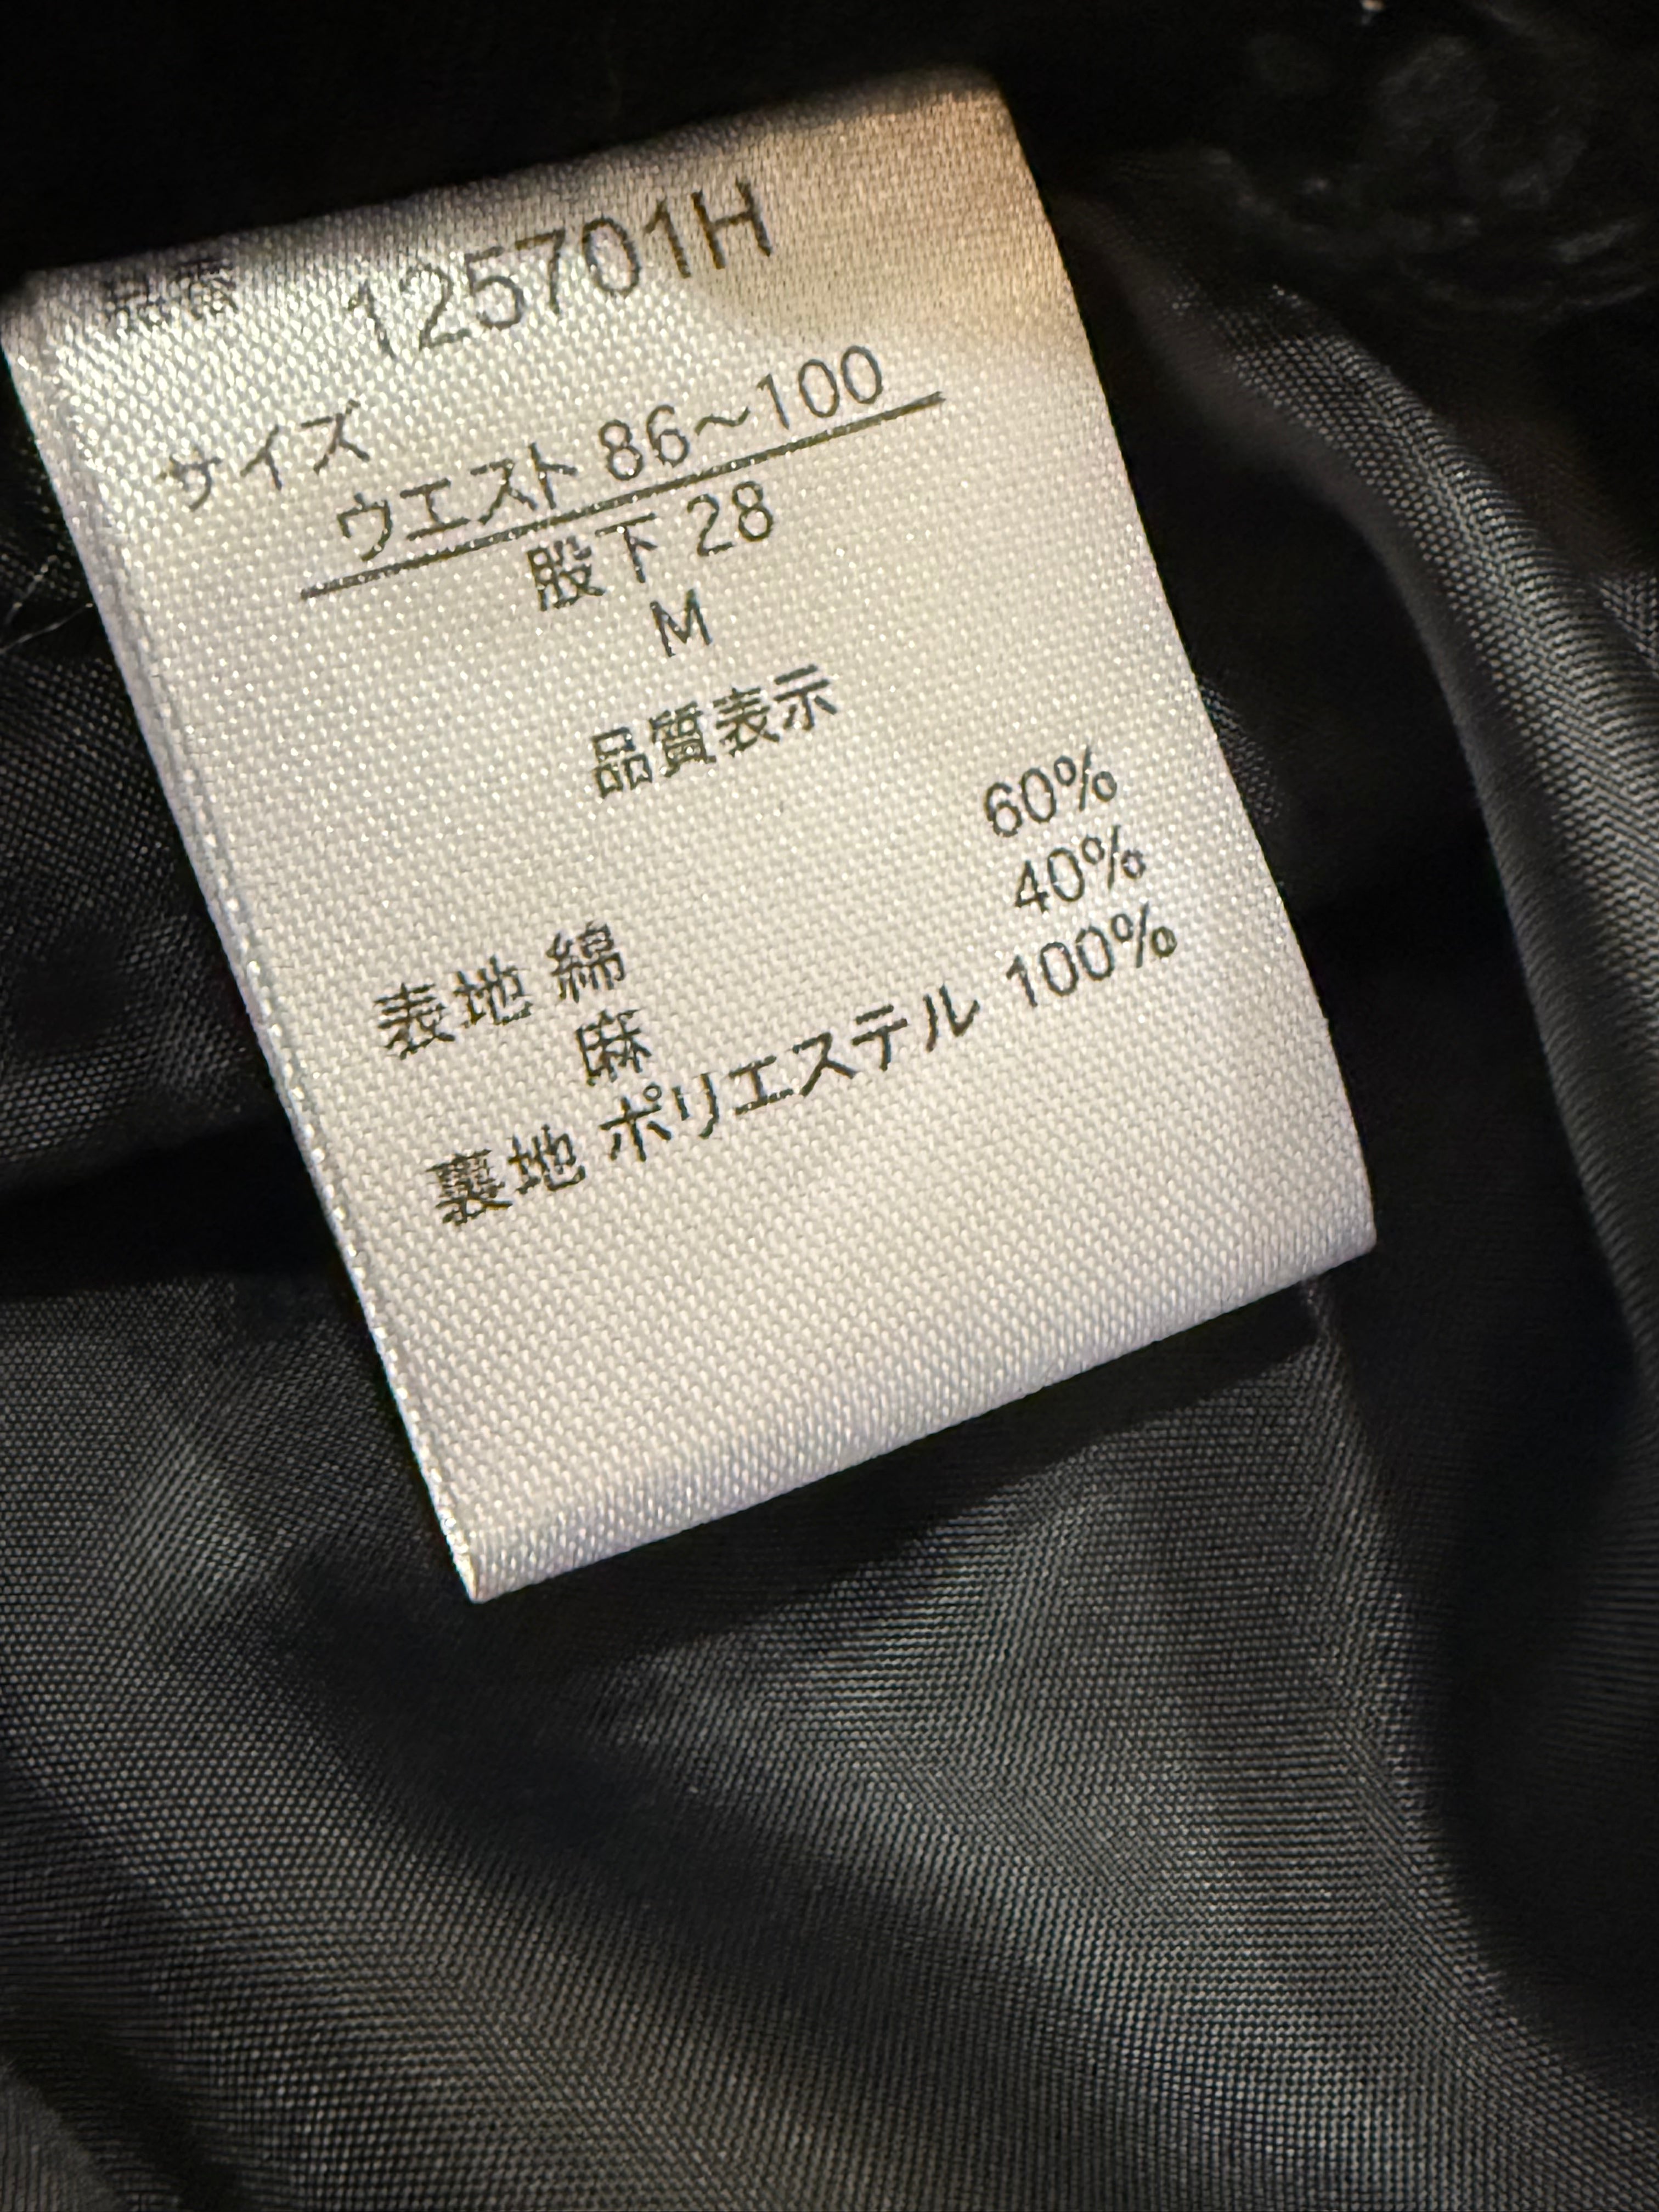 品番 125701H
サイズ
ウエスト 86〜100
股下 28
M
品質表示
表地 綿 60%
麻 40%
裏地 ポリエステル 100%